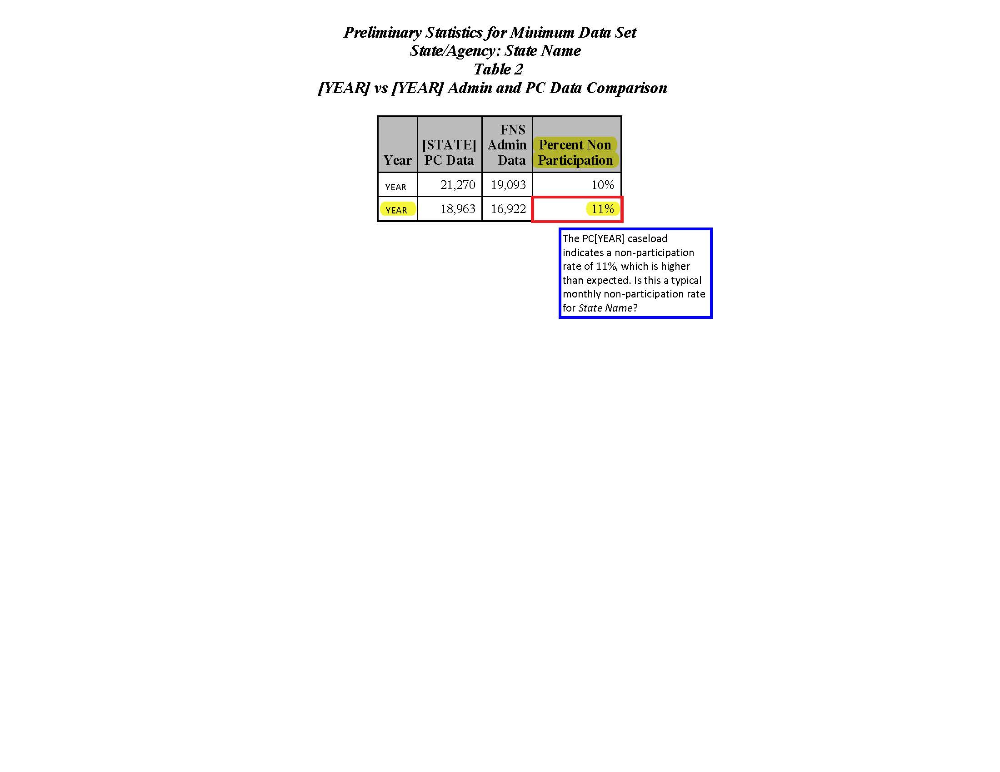 Preliminary Statistics for Minimum Data Set
State/Agency: State Name
Table 2
[YEAR] vs [YEAR] Admin and PC Data Comparison
Year [STATE] PC Data FNS Admin Data Percent Non Participation
YEAR 21,270 19,093 10%
YEAR 18,963 16,922 11%
The PC[YEAR] caseload
indicates a non-participation
rate of 11%, which is higher
than expected. Is this a typical
monthly non-participation rate
for State Name?